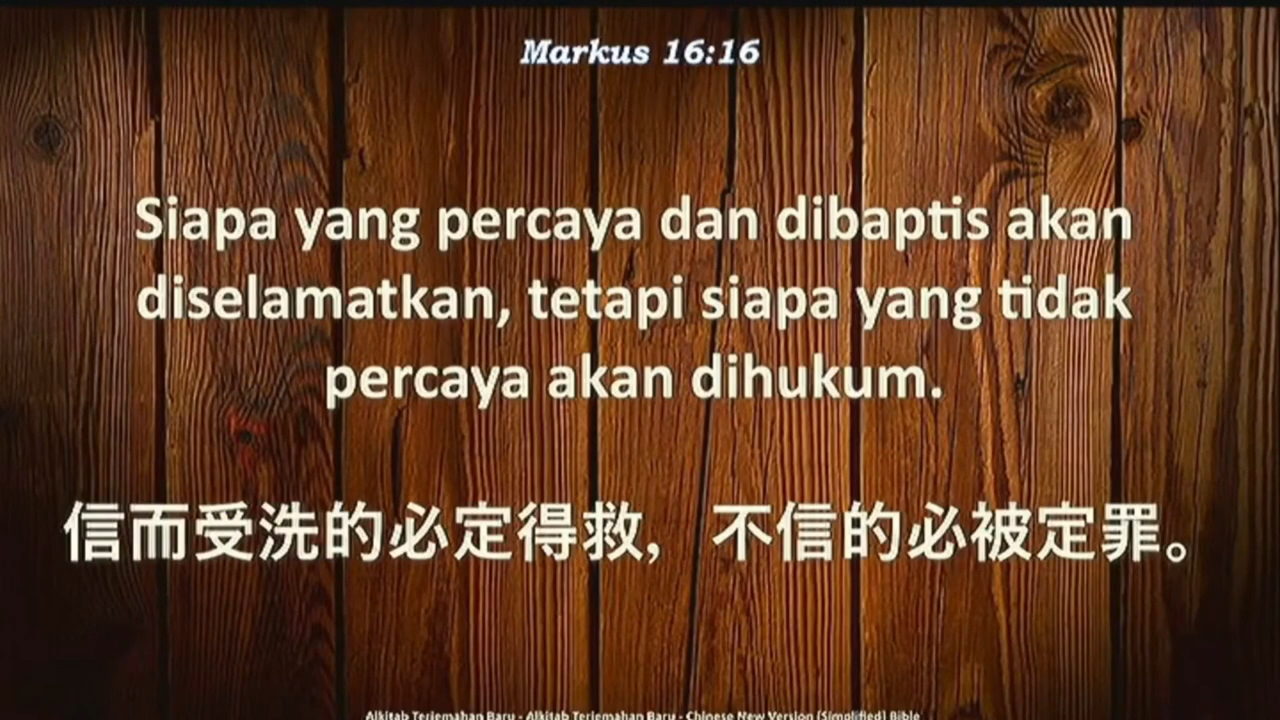 Markus 16:16
Siapa yang percaya dan dibaptis akan
diselamatkan, tetapi siapa yang tidak
percaya akan dihukum.
信而受洗的必定得救, 不信的必被定罪。
Alkitab Terjemahan Baru - Alkitab Terjemahan Baru - Chinese New Version (Simplified) Bible